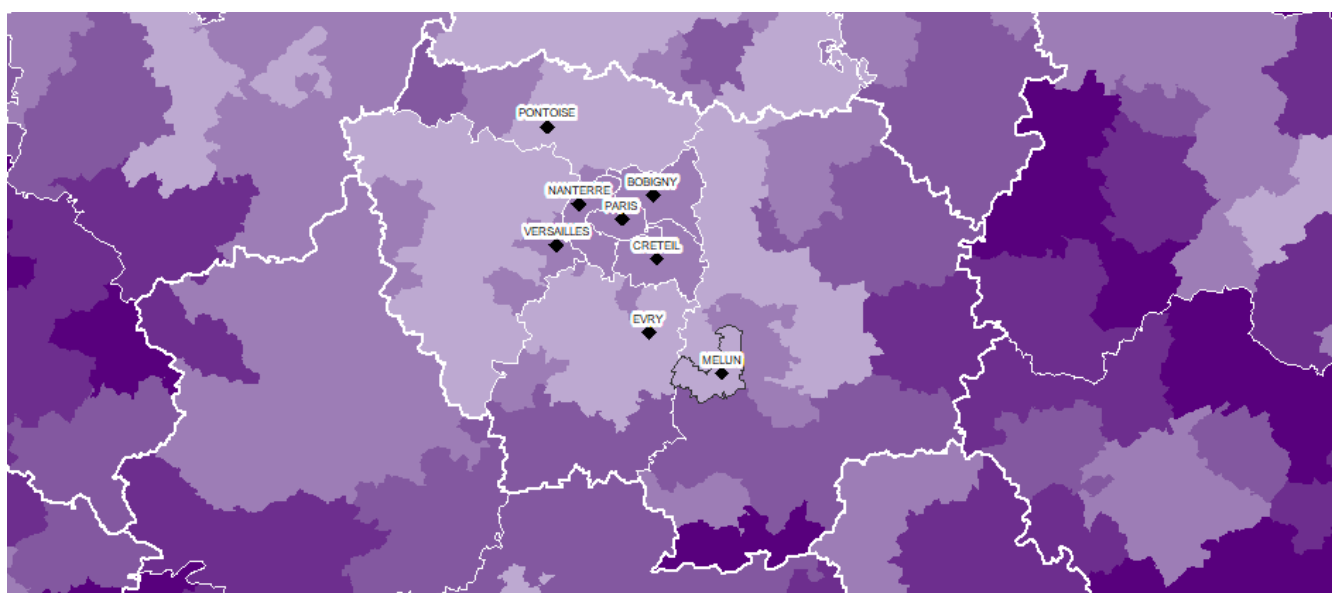 PONTOISE
BOBIGNY
NANTERRE
PARIS
VERSAILLES
CRETEIL
EVRY
MELUN